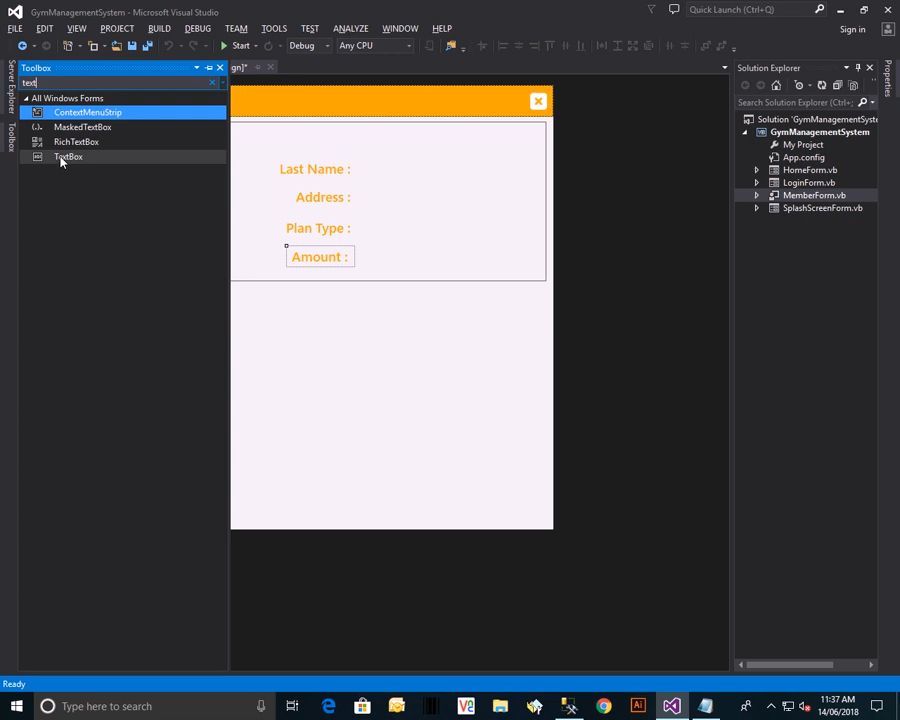 GymManagementSystem - Microsoft Visual Studio
Quick Launch (Ctrl+Q)
FILE EDIT VIEW PROJECT BUILD DEBUG TEAM TOOLS TEST ANALYZE WINDOW HELP
Sign in
Start Debug Any CPU
Server Explorer
Toolbox
Toolbox
text
All Windows Forms
ContextMenuStrip
MaskedTextBox
RichTextBox
TextBox
gn]*
Last Name :
Address :
Plan Type :
Amount :
Solution Explorer
Search Solution Explorer (Ctrl+;)
Solution 'GymManagementSyste
GymManagementSystem
My Project
App.config
HomeForm.vb
LoginForm.vb
MemberForm.vb
SplashScreenForm.vb
Properties
Ready
Type here to search
11:37 AM
14/06/2018